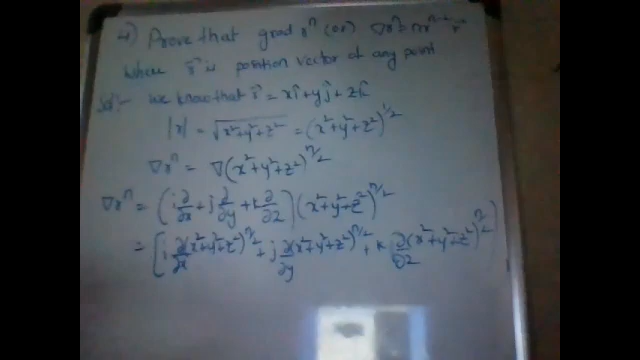 4) Prove that grad r^n (or) ∇r^n = nr^{n-2} r⃗
where r⃗ is position vector of any point
Sol:- We know that r⃗ = xi⃗+yj⃗+zk⃗
|r| = √x²+y²+z² = (x²+y²+z²)^{1/2}
∇r^n = ∇(x²+y²+z²)^{n/2}
∇r^n = (i ∂/∂x + j ∂/∂y + k ∂/∂z)(x²+y²+z²)^{n/2}
= [i ∂(x²+y²+z²)^{n/2}/∂x + j ∂(x²+y²+z²)^{n/2}/∂y + k ∂(x²+y²+z²)^{n/2}/∂z]